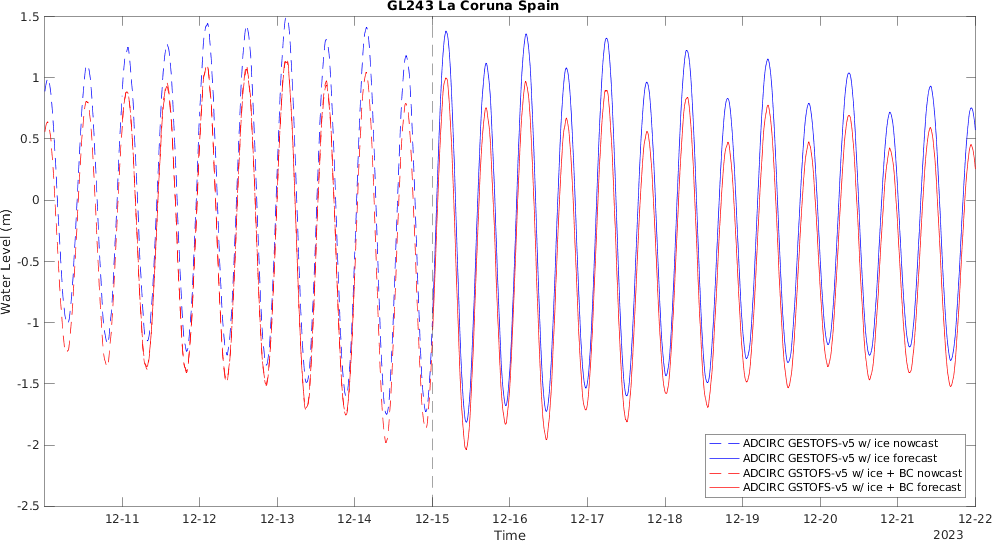 GL243 La Coruna Spain
1.5
1
0.5
0
-0.5
-1
-1.5
-2
-2.5
Water Level (m)
ADCIRC GESTOFS-v5 w/ ice nowcast
ADCIRC GESTOFS-v5 w/ ice forecast
ADCIRC GSTOFS-v5 w/ ice + BC nowcast
ADCIRC GSTOFS-v5 w/ ice + BC forecast
12-11 12-12 12-13 12-14 12-15 12-16 12-17 12-18 12-19 12-20 12-21 12-22
Time
2023